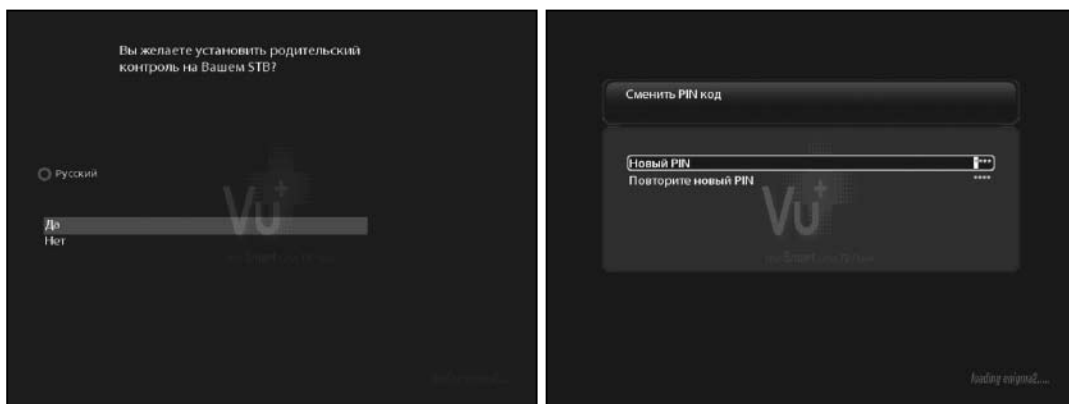 Вы желаете установить родительский
контроль на Вашем STB?
Русский
Да
Нет
Vu+
Сменить PIN код
Новый PIN ****
Повторите новый PIN ****
Vu+
loading enigma2.....